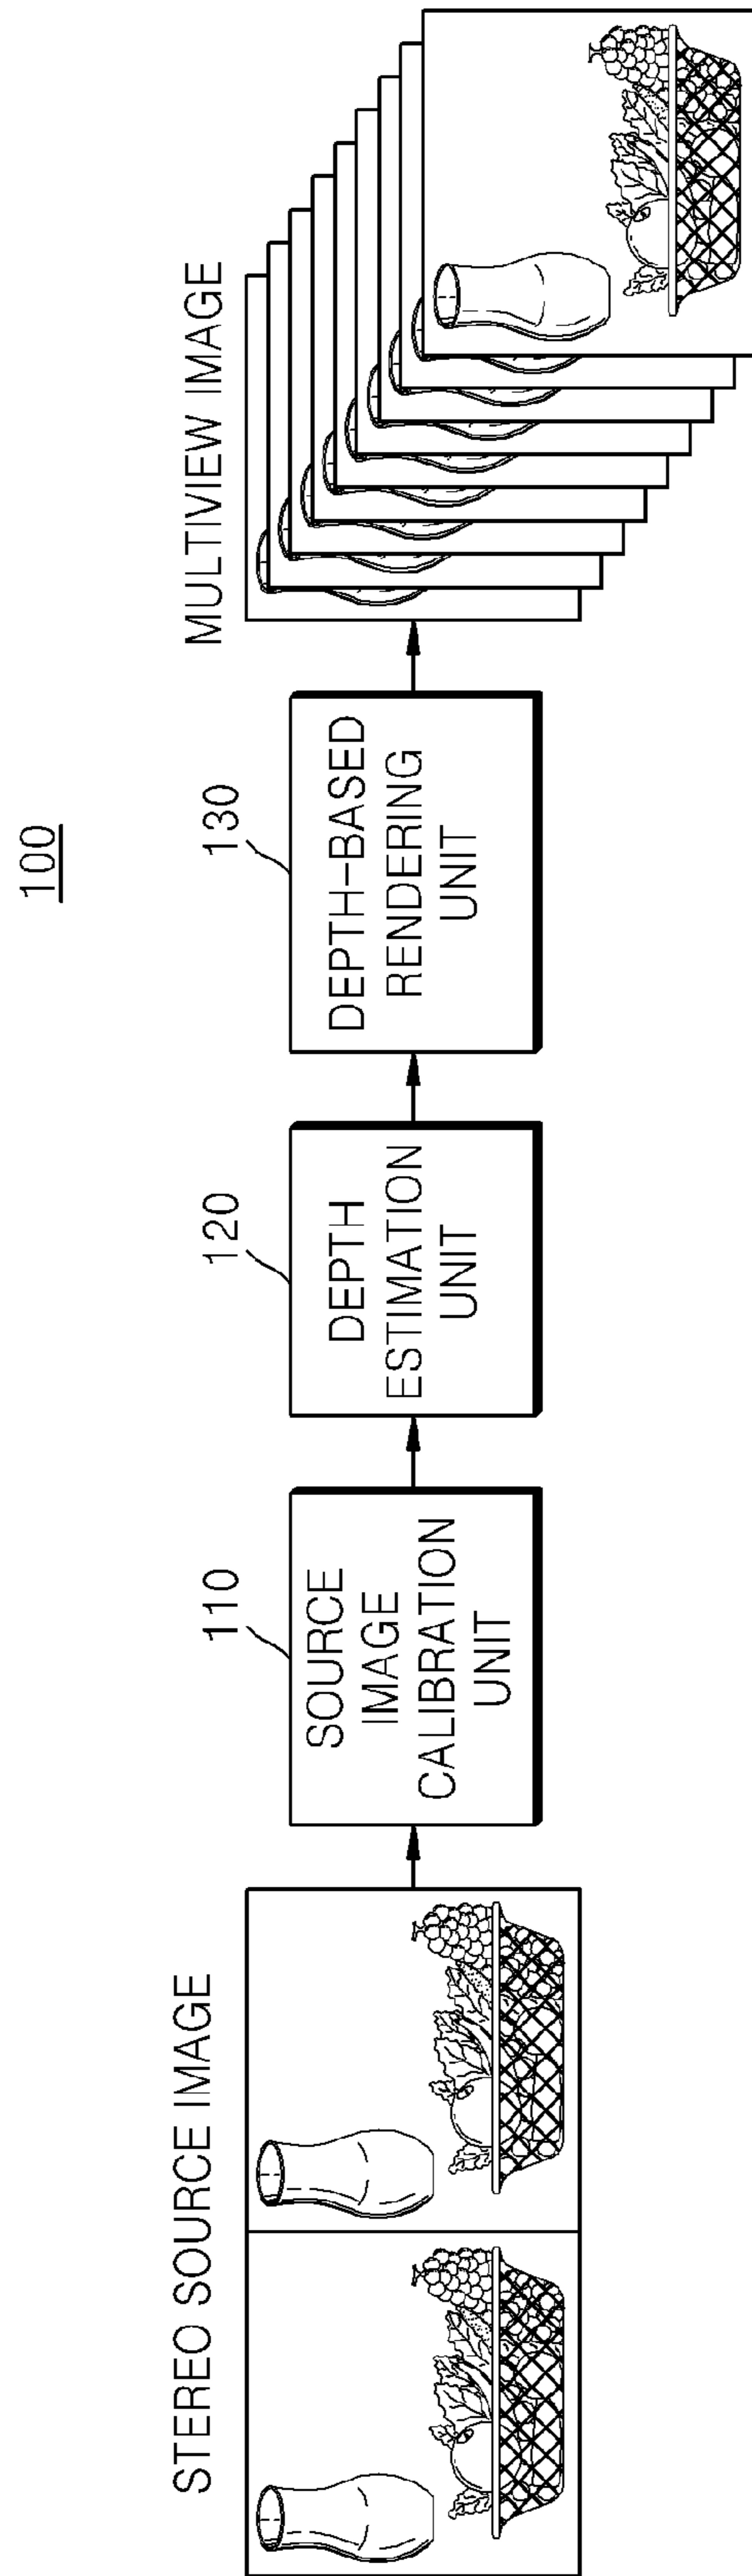 100
STEREO SOURCE IMAGE
110
SOURCE
IMAGE
CALIBRATION
UNIT
120
DEPTH
ESTIMATION
UNIT
130
DEPTH-BASED
RENDERING
UNIT
MULTIVIEW IMAGE